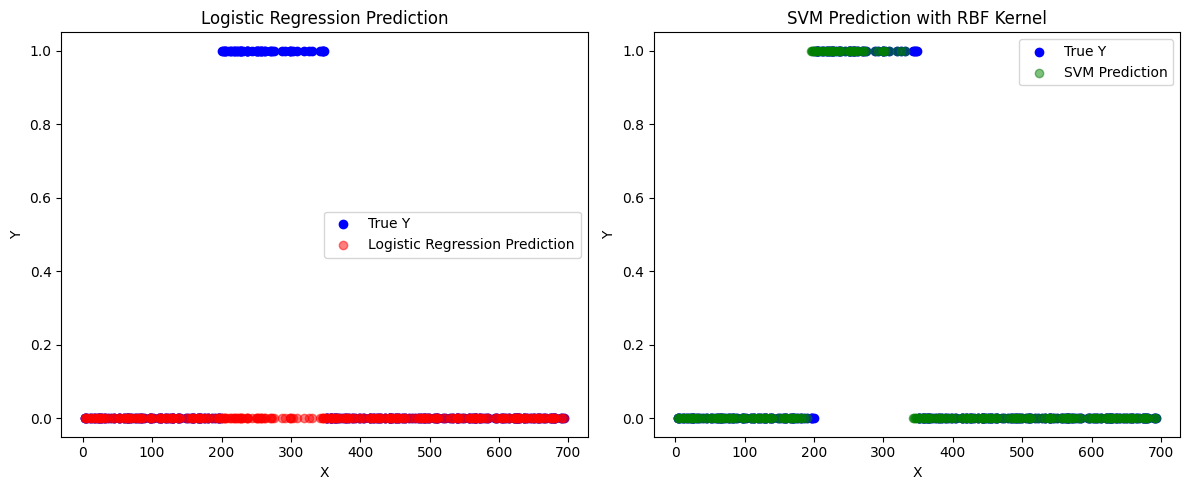 Logistic Regression Prediction
1.0
0.8
0.6
0.4
0.2
0.0
Y
True Y
Logistic Regression Prediction
0 100 200 300 400 500 600 700
X
SVM Prediction with RBF Kernel
1.0
0.8
0.6
0.4
0.2
0.0
Y
True Y
SVM Prediction
0 100 200 300 400 500 600 700
X